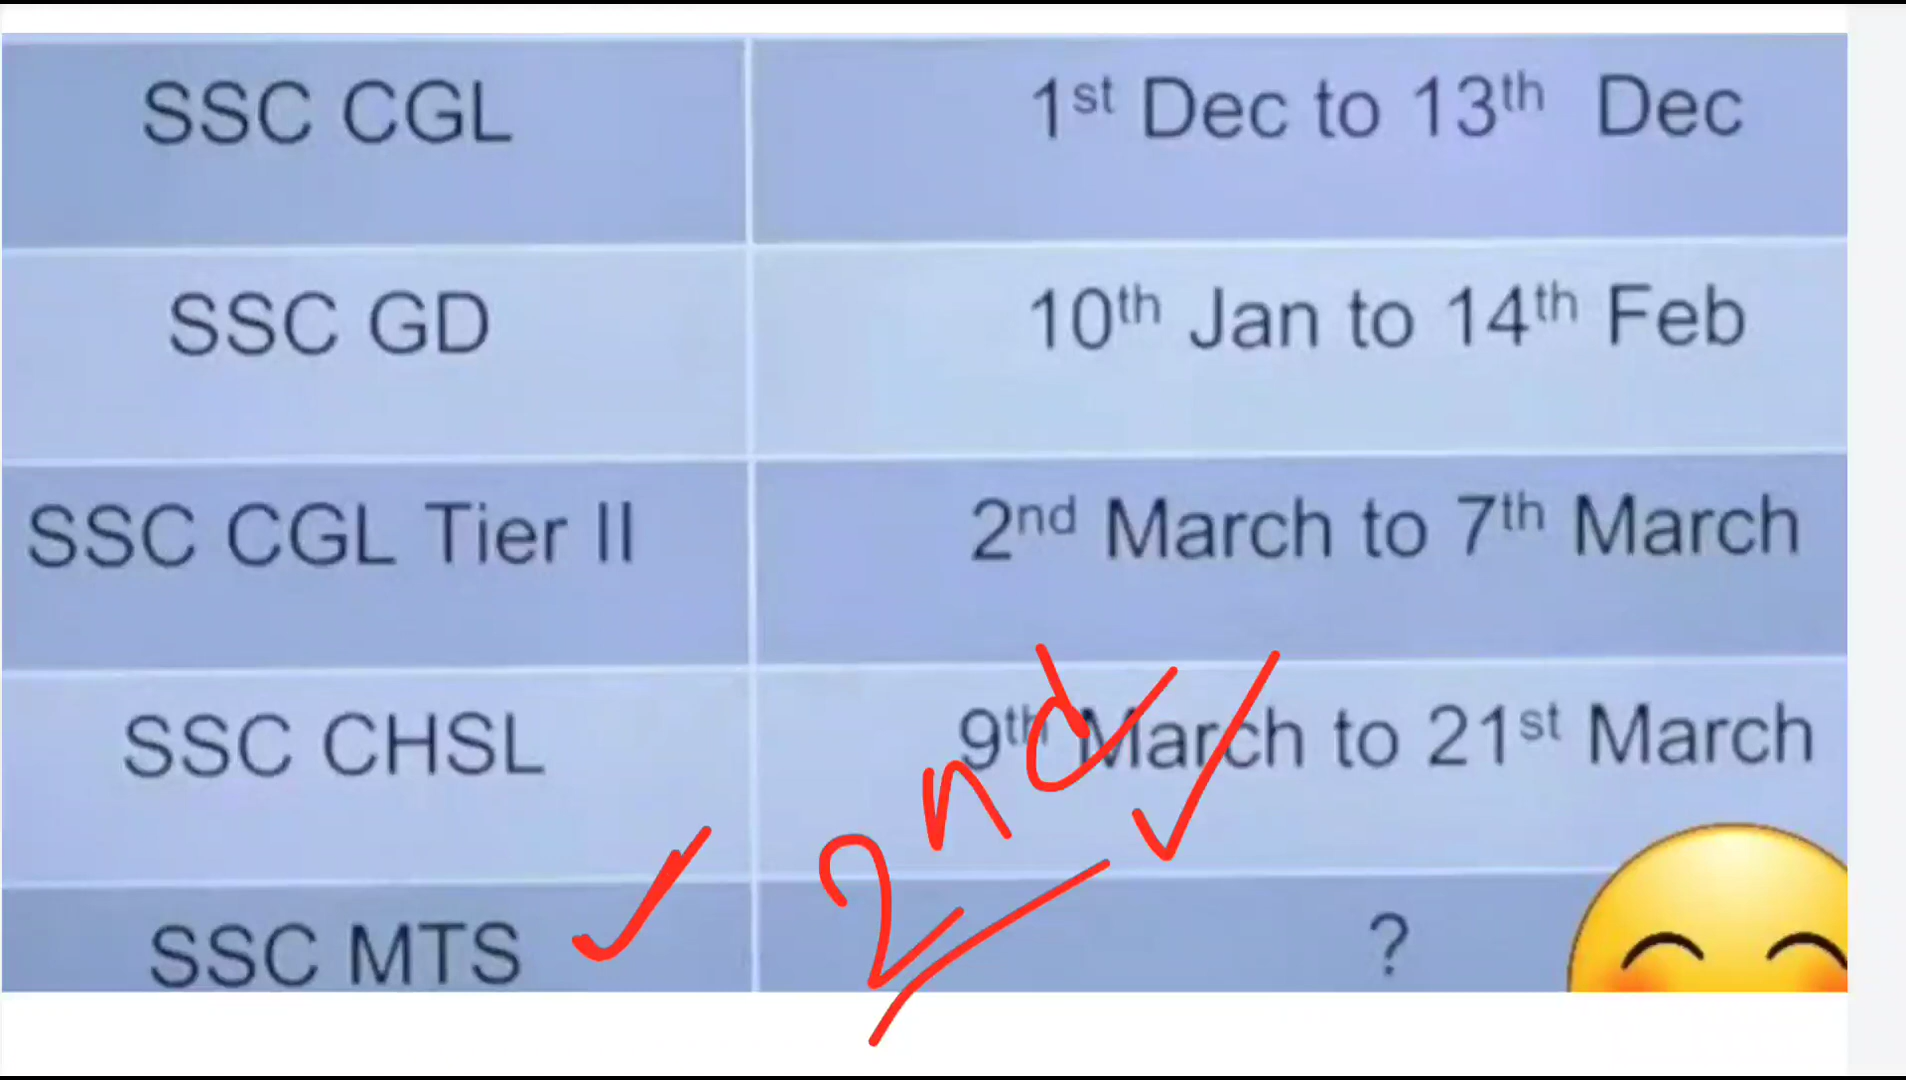 SSC CGL 1st Dec to 13th Dec
SSC GD 10th Jan to 14th Feb
SSC CGL Tier II 2nd March to 7th March
SSC CHSL 9th March to 21st March
2nd
SSC MTS ?